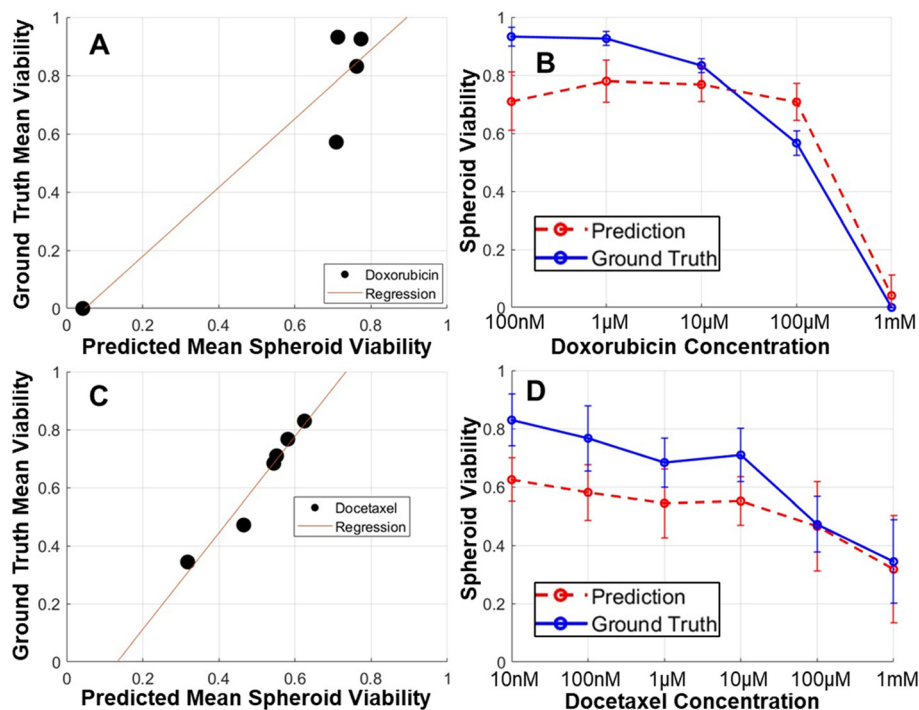 A
Ground Truth Mean Viability
1
0.8
0.6
0.4
0.2
0
0 0.2 0.4 0.6 0.8 1
Doxorubicin
Regression
Predicted Mean Spheroid Viability
B
Spheroid Viability
1
0.8
0.6
0.4
0.2
0
Prediction
Ground Truth
100nM 1µM 10µM 100µM 1mM
Doxorubicin Concentration
C
Ground Truth Mean Viability
1
0.8
0.6
0.4
0.2
0
0 0.2 0.4 0.6 0.8 1
Docetaxel
Regression
Predicted Mean Spheroid Viability
D
Spheroid Viability
1
0.8
0.6
0.4
0.2
0
Prediction
Ground Truth
10nM 100nM 1µM 10µM 100µM 1mM
Docetaxel Concentration